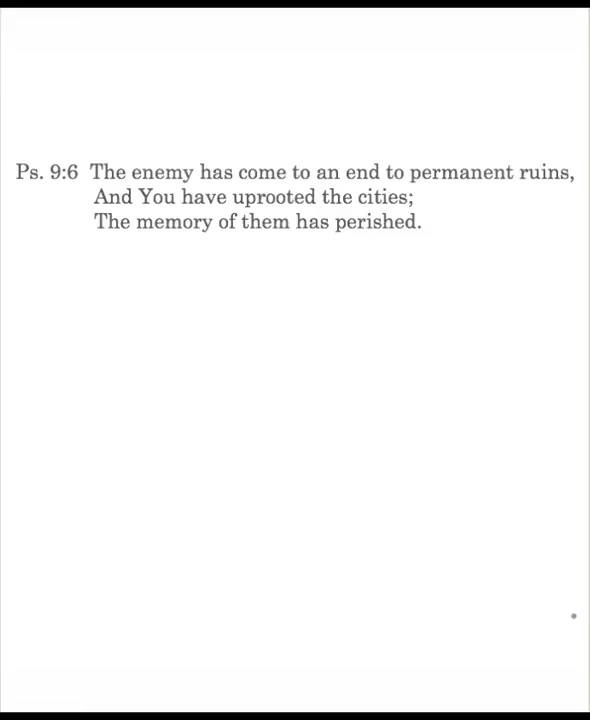 Ps. 9:6 The enemy has come to an end to permanent ruins,
And You have uprooted the cities;
The memory of them has perished.